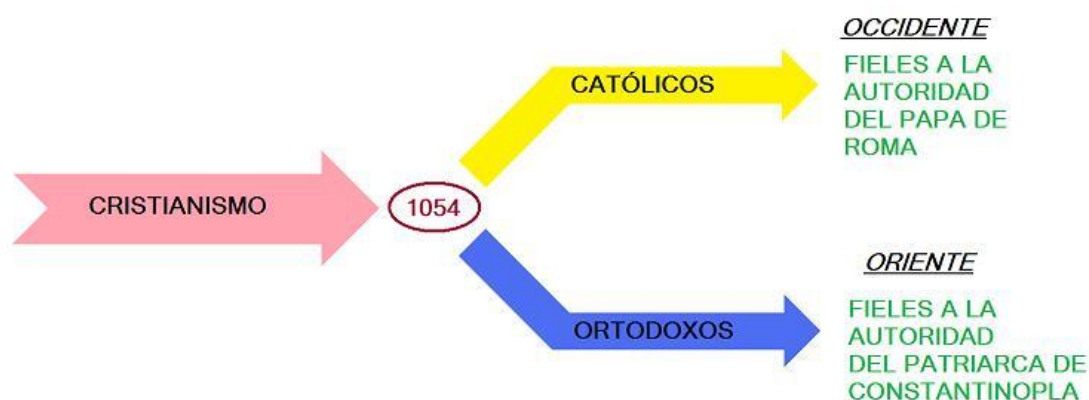 CRISTIANISMO
1054
CATÓLICOS
OCCIDENTE
FIELES A LA
AUTORIDAD
DEL PAPA DE
ROMA
ORTODOXOS
ORIENTE
FIELES A LA
AUTORIDAD
DEL PATRIARCA DE
CONSTANTINOPLA